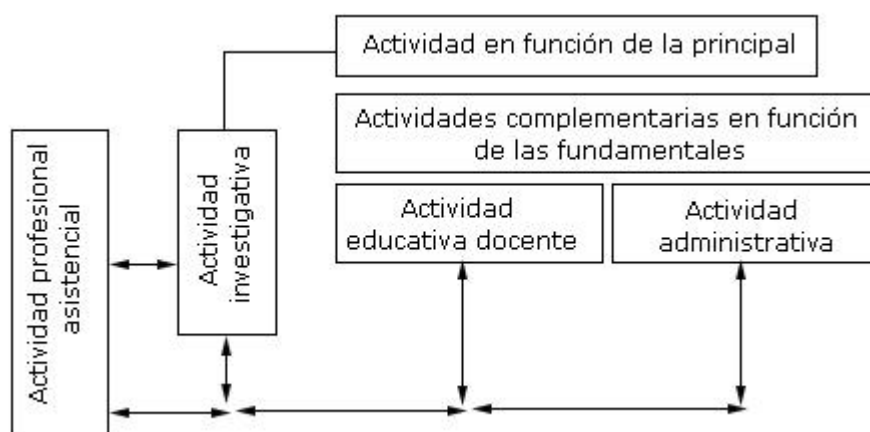 Actividad en función de la principal
Actividades complementarias en función
de las fundamentales
Actividad profesional
asistencial
Actividad
investigativa
Actividad
educativa docente
Actividad
administrativa